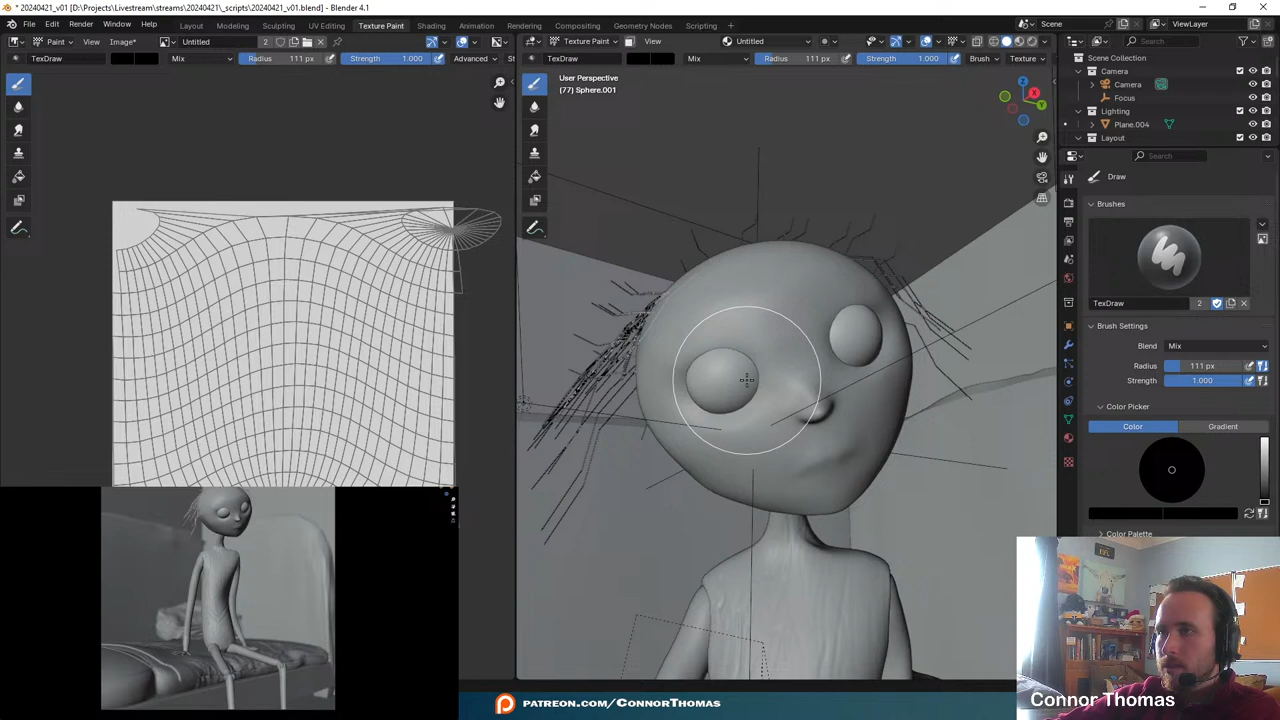 * 20240421_v01 [D:\Projects\Livestream\streams\20240421\_scripts\20240421_v01.blend] - Blender 4.1
File Edit Render Window Help Layout Modeling Sculpting UV Editing Texture Paint Shading Animation Rendering Compositing Geometry Nodes Scripting + Scene ViewLayer
Paint View Image* Untitled 2 Texture Paint View Untitled Search
TexDraw Mix Radius 111 px Strength 1.000 Advanced TexDraw Mix Radius 111 px Strength 1.000 Brush Texture
User Perspective
(77) Sphere.001
X
Y
Z
Scene Collection
Camera
Camera
Focus
Lighting
Plane.004
Layout
Search
Draw
Brushes
TexDraw 2
Brush Settings
Blend Mix
Radius 111 px
Strength 1.000
Color Picker
Color Gradient
Color Palette
PATREON.COM/CONNORTHOMAS
Connor Thomas